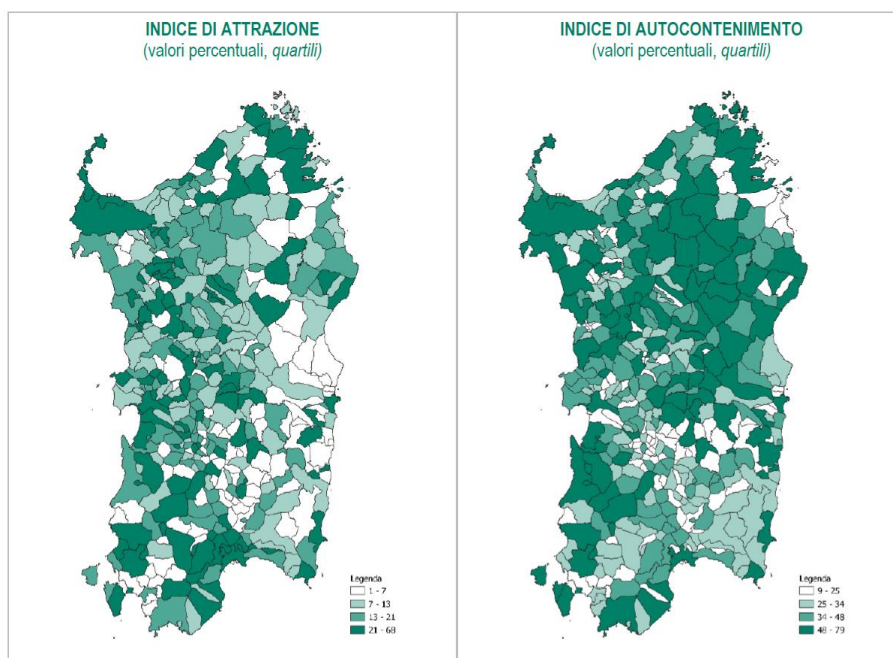 INDICE DI ATTRAZIONE
(valori percentuali, quartili)
Legenda
1 - 7
7 - 13
13 - 21
21 - 68
INDICE DI AUTOCONTENIMENTO
(valori percentuali, quartili)
Legenda
9 - 25
25 - 34
34 - 48
48 - 79